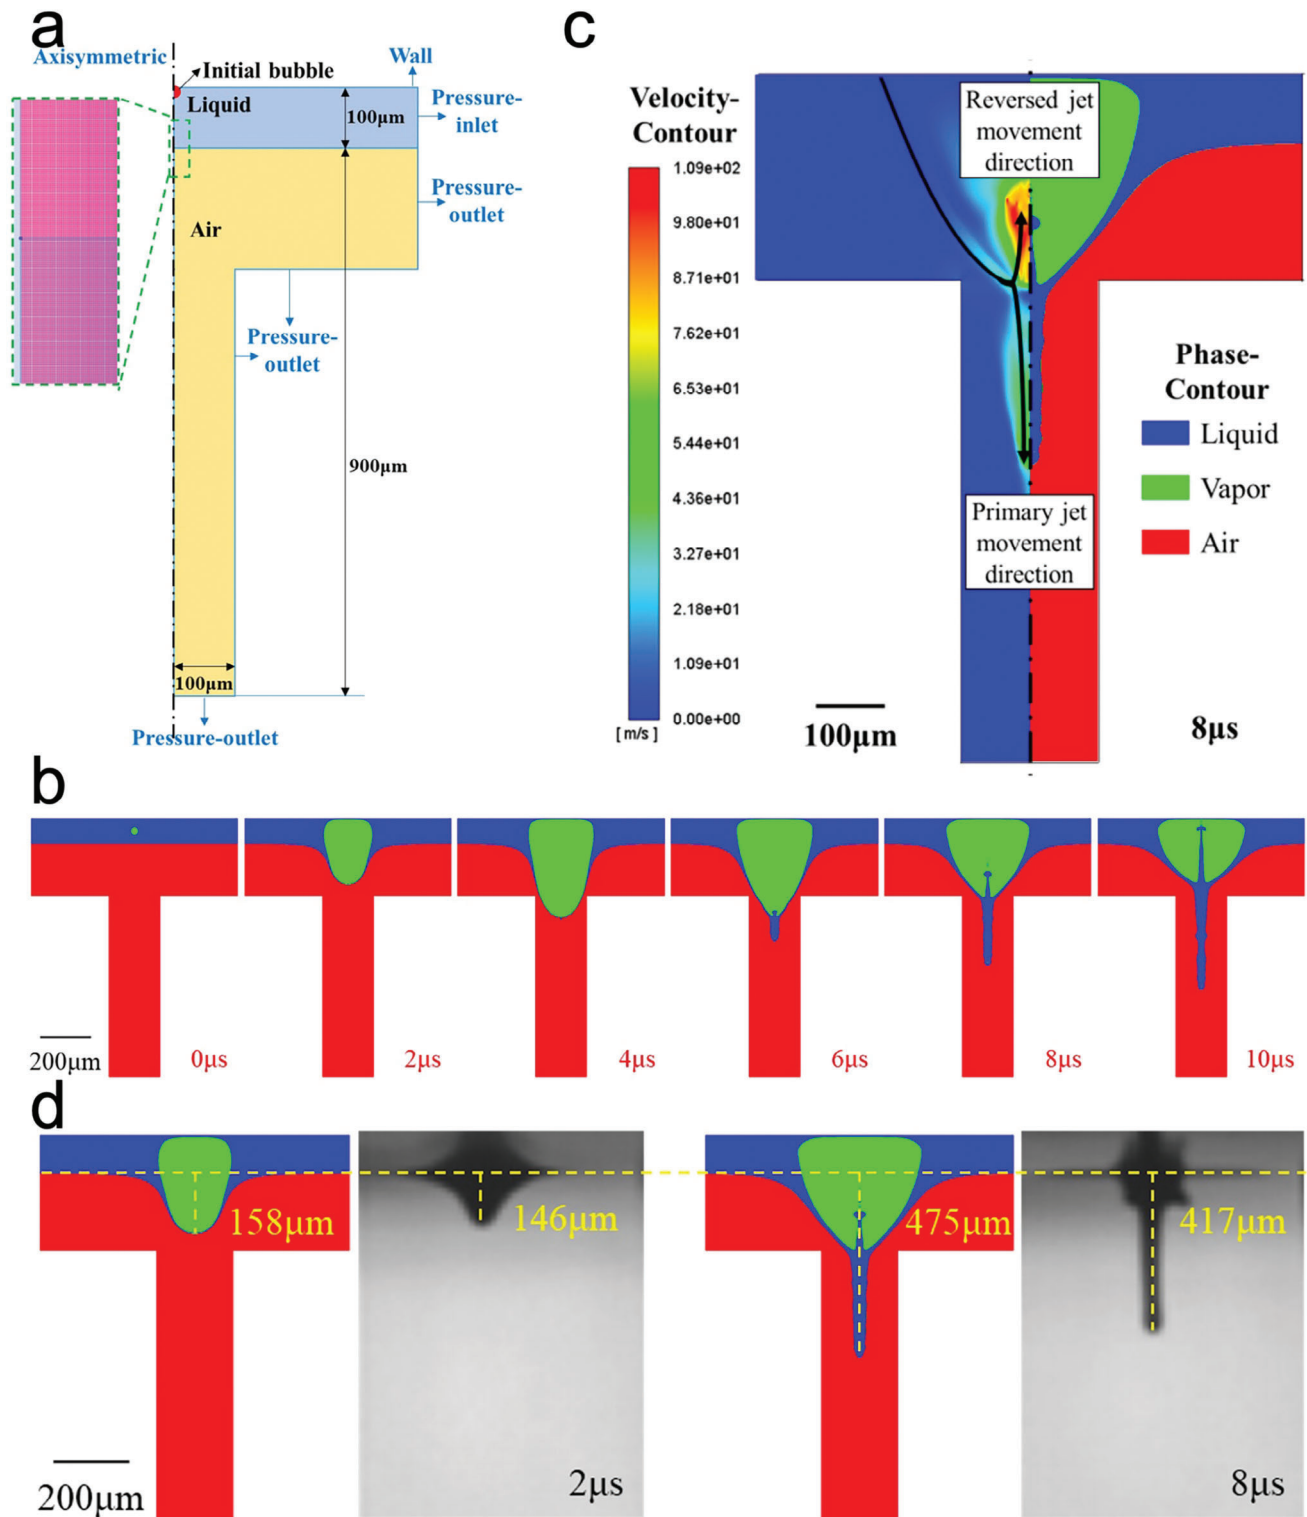 a
Axisymmetric
Initial bubble
Wall
Liquid
100μm
Pressure-
inlet
Pressure-
outlet
Air
Pressure-
outlet
900μm
100μm
Pressure-outlet
c
Velocity-
Contour
1.09e+02
9.80e+01
8.71e+01
7.62e+01
6.53e+01
5.44e+01
4.36e+01
3.27e+01
2.18e+01
1.09e+01
0.00e+00
[ m/s ]
Reversed jet
movement
direction
Primary jet
movement
direction
Phase-
Contour
Liquid
Vapor
Air
100μm
8μs
b
200μm
0μs
2μs
4μs
6μs
8μs
10μs
d
158μm
146μm
475μm
417μm
200μm
2μs
8μs